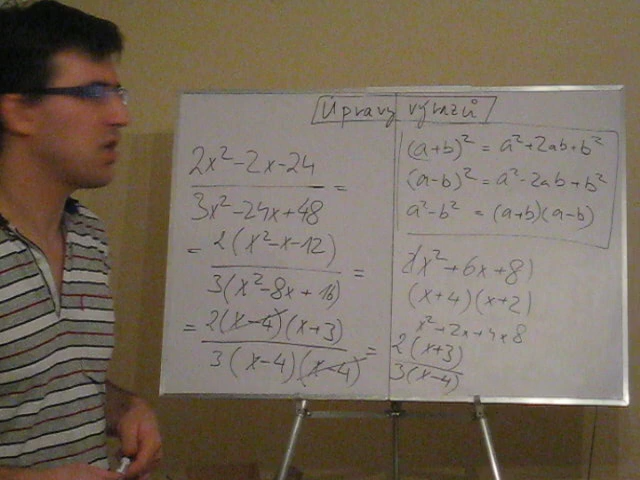 Úpravy výrazů
2x²-2x-24
3x²-24x+48
=
= 2(x²-x-12)
3(x²-8x+16)
=
= 2(x-4)(x+3)
3(x-4)(x-4)
=
2(x+3)
3(x-4)
(a+b)² = a²+2ab+b²
(a-b)² = a²-2ab+b²
a²-b² = (a+b)(a-b)
(x²+6x+8)
(x+4)(x+2)
x²+2x+4x8